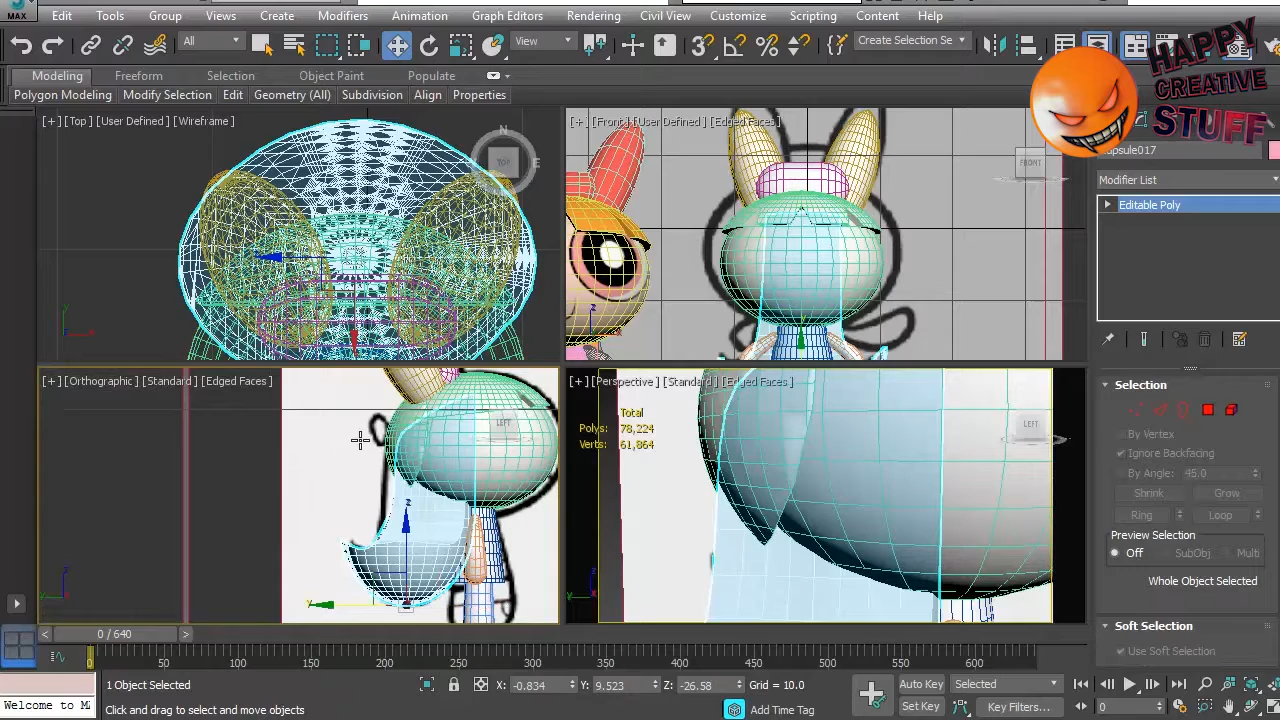 MAX
Edit Tools Group Views Create Modifiers Animation Graph Editors Rendering Civil View Customize Scripting Content Help
All
View
Create Selection Se
HAPPY
CREATIVE
STUFF
Modeling Freeform Selection Object Paint Populate
Polygon Modeling Modify Selection Edit Geometry (All) Subdivision Align Properties
[+] [Top] [User Defined] [Wireframe]
N
TOP
E
[+] [Front] [User Defined] [Edged Faces]
FRONT
apsule017
Modifier List
Editable Poly
[+] [Orthographic] [Standard] [Edged Faces]
LEFT
[+] [Perspective] [Standard] [Edged Faces]
Total
Polys: 78,224
Verts: 61,864
LEFT
Selection
By Vertex
Ignore Backfacing
By Angle: 45.0
Shrink Grow
Ring Loop
Preview Selection
Off SubObj Multi
Whole Object Selected
Soft Selection
Use Soft Selection
< 0 / 640 >
0 50 100 150 200 250 300 350 400 450 500 550 600
1 Object Selected
X: -0.834 Y: 9.523 Z: -26.58 Grid = 10.0
Auto Key Selected
Welcome to M
Click and drag to select and move objects
Add Time Tag
Set Key Key Filters... 0